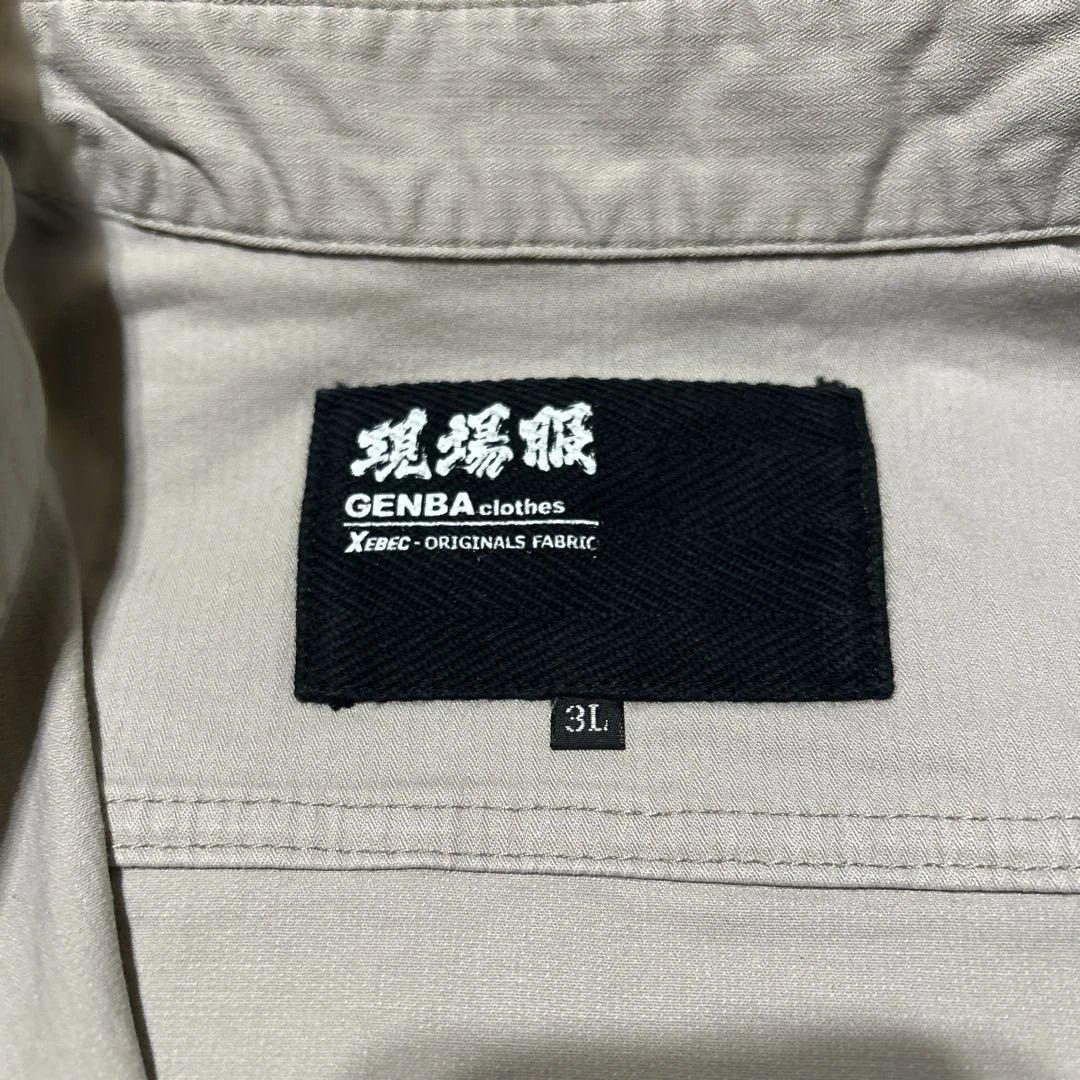 現場服
GENBA clothes
XEBEC - ORIGINALS FABRIC
3L